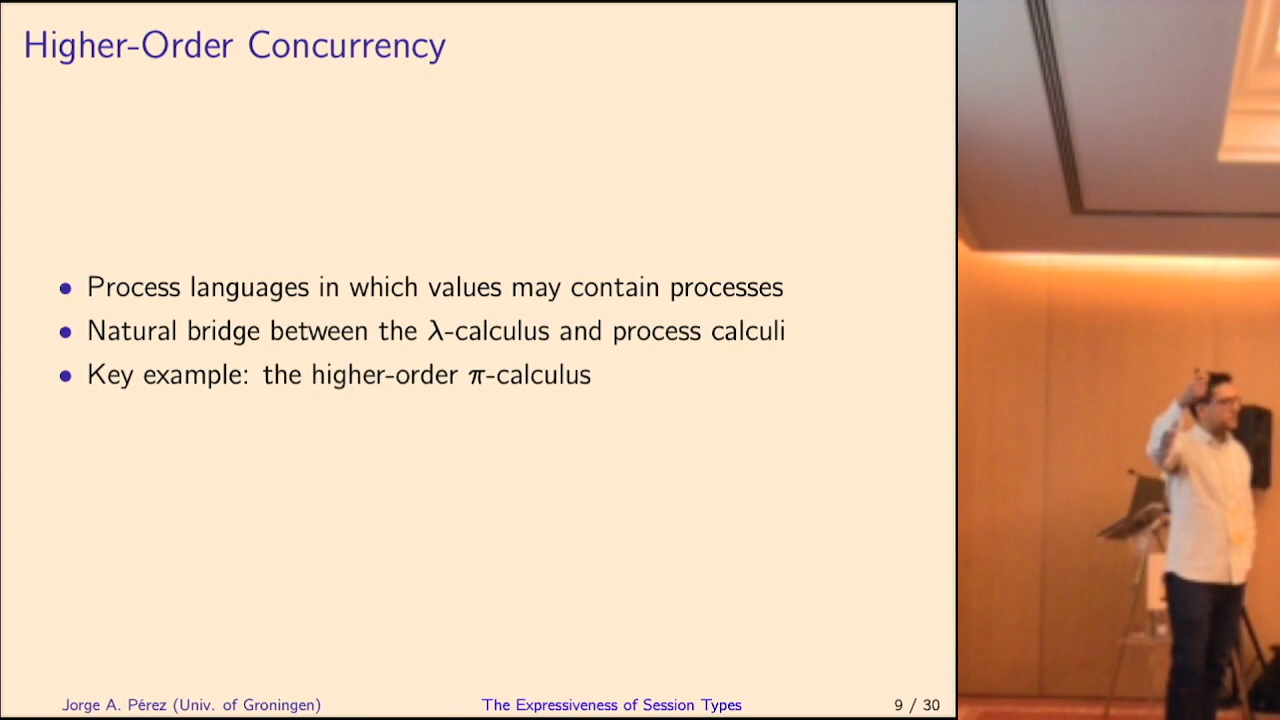 Higher-Order Concurrency
• Process languages in which values may contain processes
• Natural bridge between the λ-calculus and process calculi
• Key example: the higher-order π-calculus
Jorge A. Pérez (Univ. of Groningen) The Expressiveness of Session Types 9 / 30